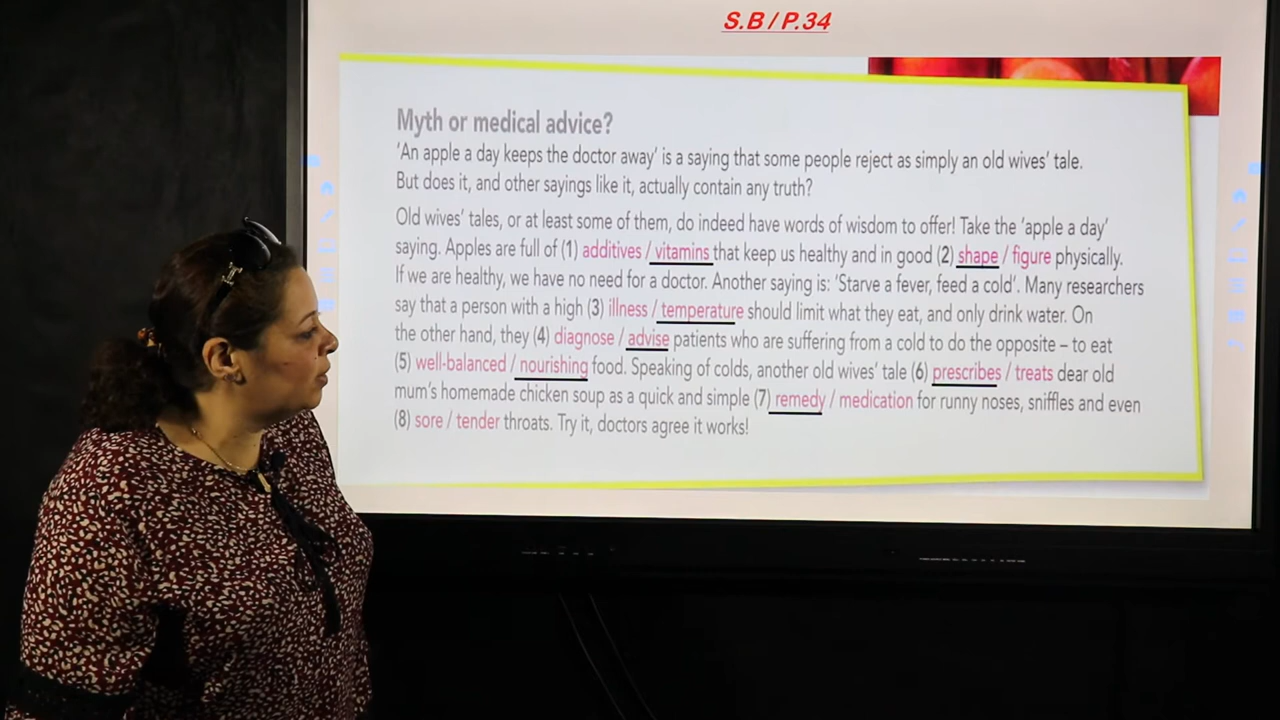 S.B / P.34
Myth or medical advice?
‘An apple a day keeps the doctor away’ is a saying that some people reject as simply an old wives’ tale.
But does it, and other sayings like it, actually contain any truth?
Old wives’ tales, or at least some of them, do indeed have words of wisdom to offer! Take the ‘apple a day’
saying. Apples are full of (1) additives / vitamins that keep us healthy and in good (2) shape / figure physically.
If we are healthy, we have no need for a doctor. Another saying is: ‘Starve a fever, feed a cold’. Many researchers
say that a person with a high (3) illness / temperature should limit what they eat, and only drink water. On
the other hand, they (4) diagnose / advise patients who are suffering from a cold to do the opposite – to eat
(5) well-balanced / nourishing food. Speaking of colds, another old wives’ tale (6) prescribes / treats dear old
mum’s homemade chicken soup as a quick and simple (7) remedy / medication for runny noses, sniffles and even
(8) sore / tender throats. Try it, doctors agree it works!